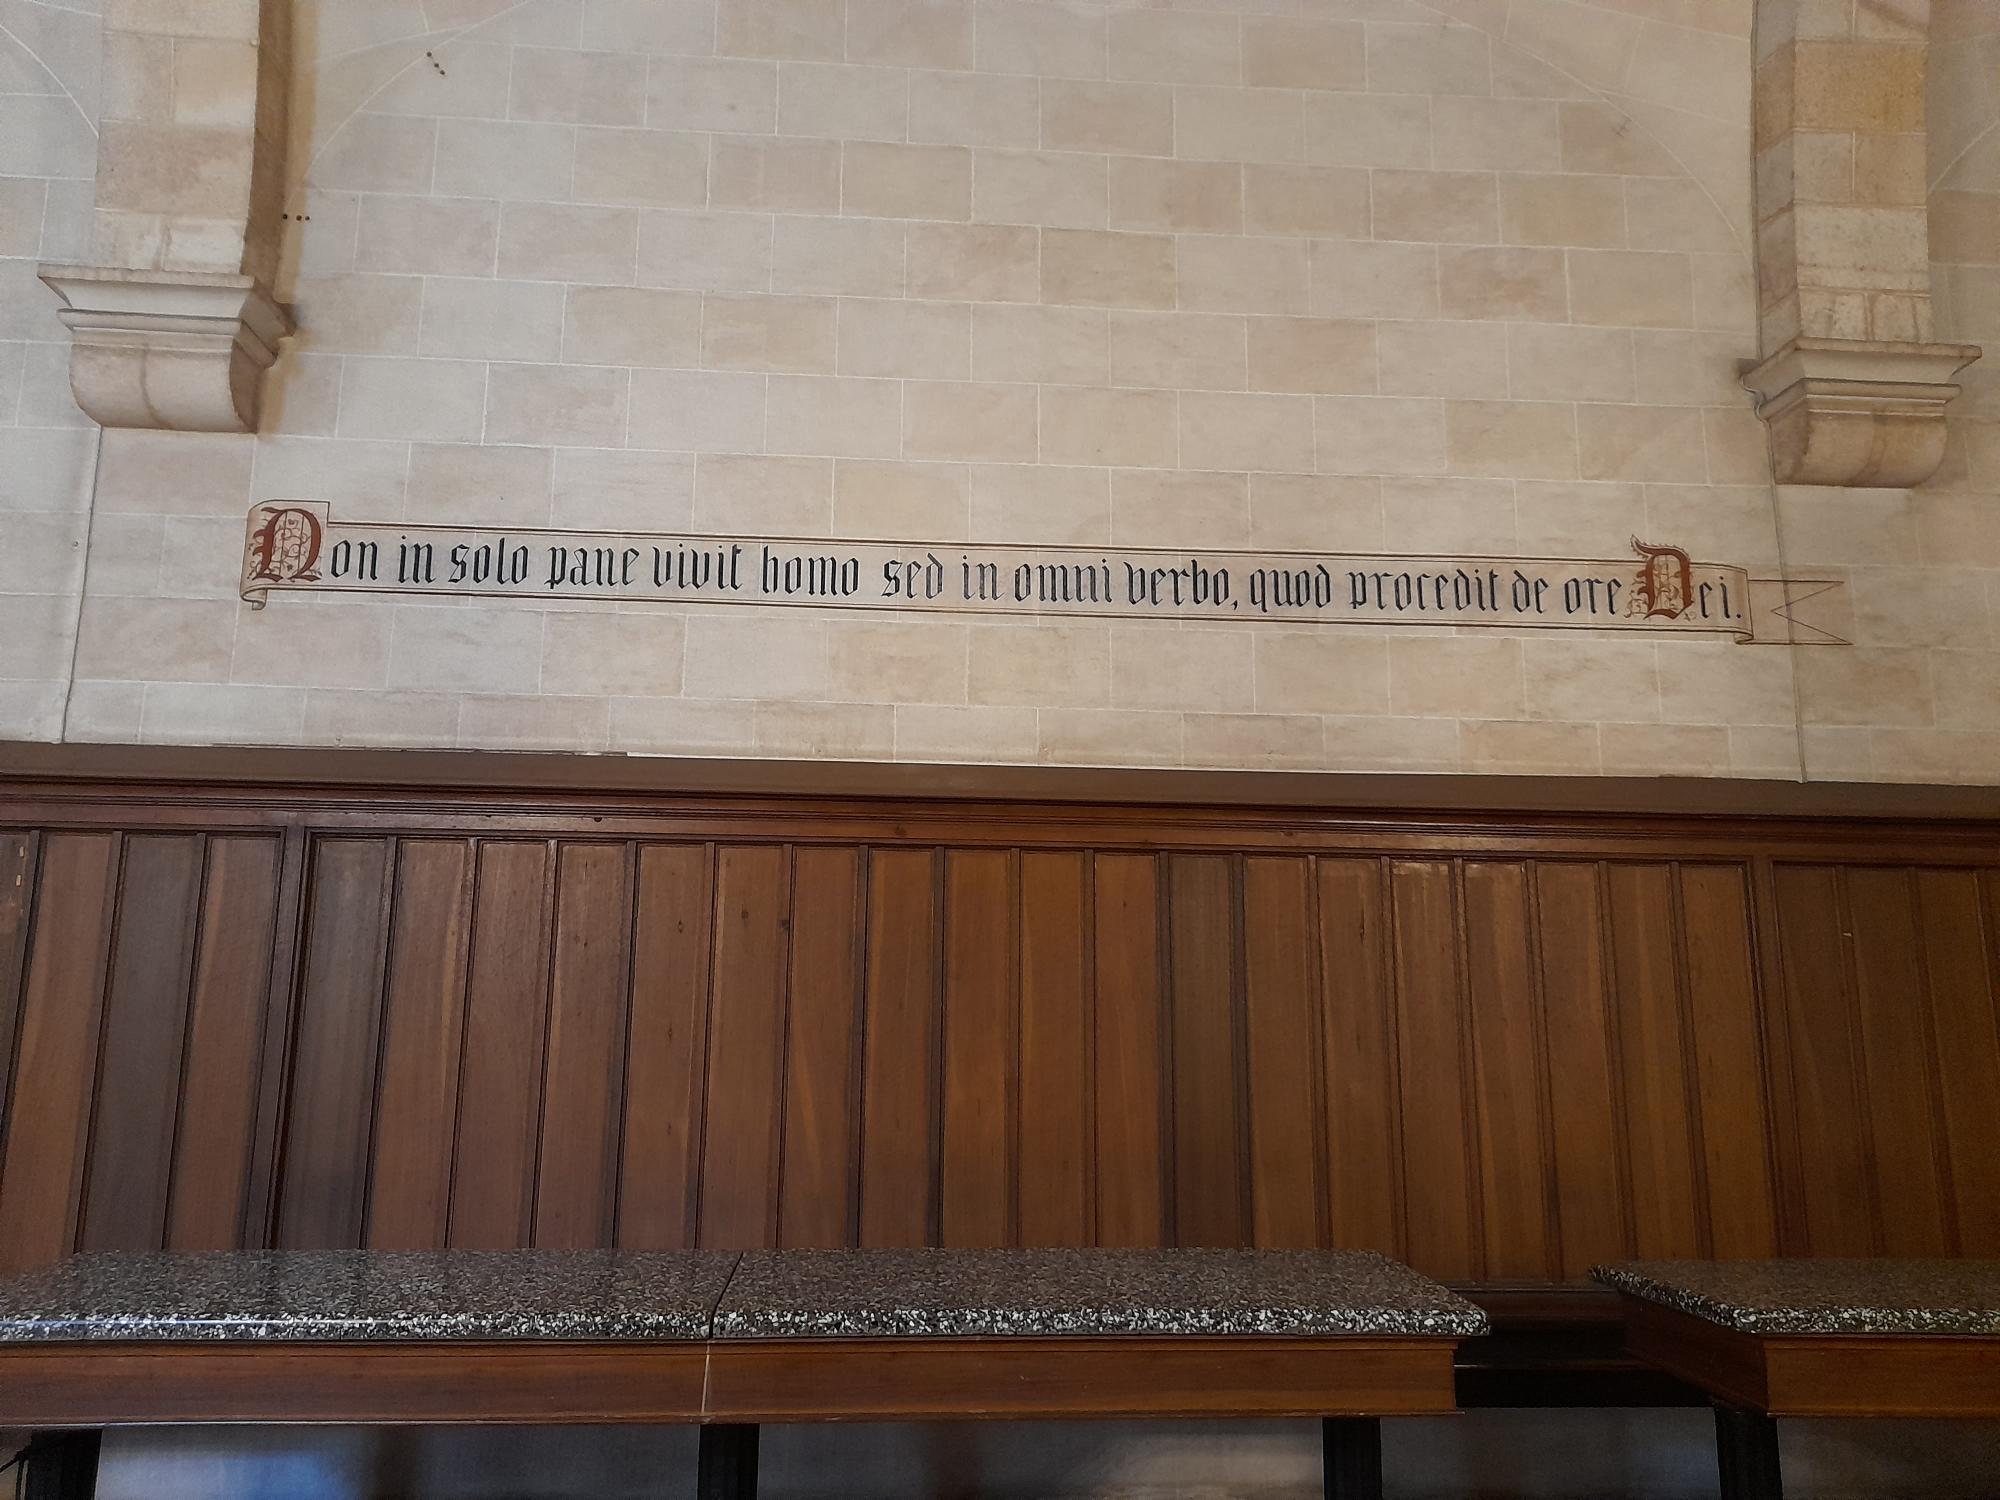 Non in solo pane vivit homo sed in omni verbo, quod procedit de ore Dei.